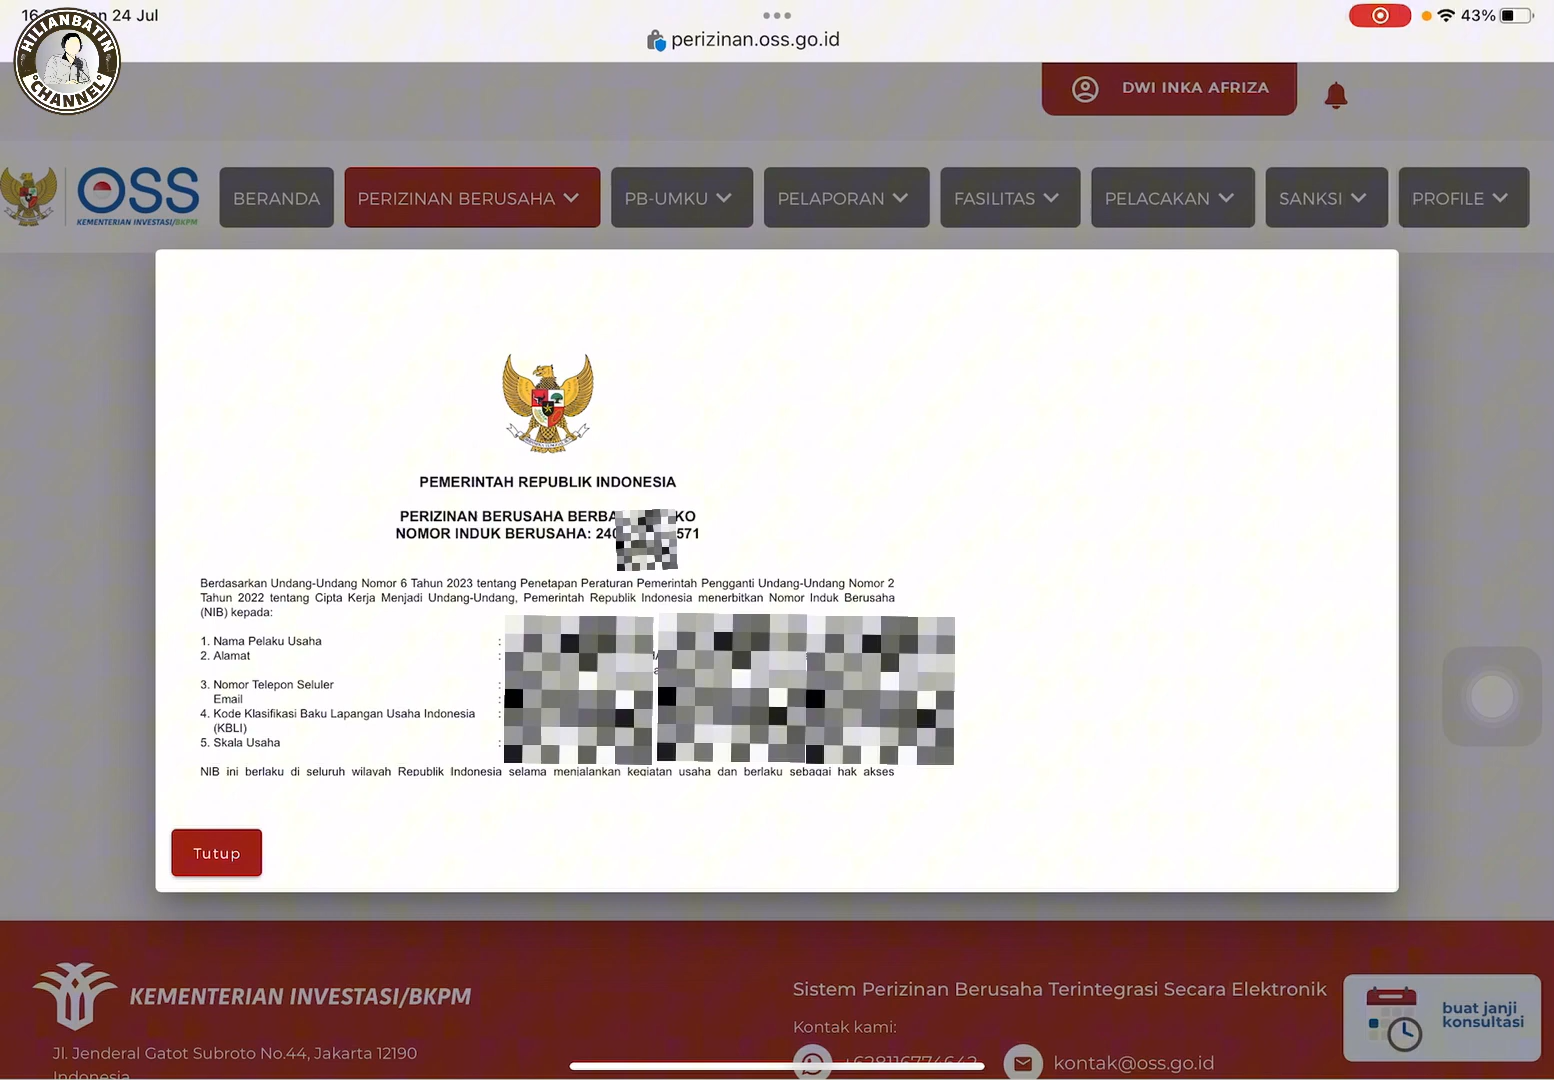 HILIANBATIN
CHANNEL
24 Jul
perizinan.oss.go.id
43%
DWI INKA AFRIZA
OSS
KEMENTERIAN INVESTASI/BKPM
BERANDA
PERIZINAN BERUSAHA
PB-UMKU
PELAPORAN
FASILITAS
PELACAKAN
SANKSI
PROFILE
PEMERINTAH REPUBLIK INDONESIA
PERIZINAN BERUSAHA
NOMOR INDUK BERUSAHA: 240 571
Berdasarkan Undang-Undang Nomor 6 Tahun 2023 tentang Penetapan Peraturan Pemerintah Pengganti Undang-Undang Nomor 2
Tahun 2022 tentang Cipta Kerja Menjadi Undang-Undang, Pemerintah Republik Indonesia menerbitkan Nomor Induk Berusaha
(NIB) kepada:
1. Nama Pelaku Usaha :
2. Alamat :
3. Nomor Telepon Seluler :
Email :
4. Kode Klasifikasi Baku Lapangan Usaha Indonesia :
(KBLI)
5. Skala Usaha :
NIB ini berlaku di seluruh wilayah Republik Indonesia selama menjalankan kegiatan usaha dan berlaku sebagai hak akses
Tutup
KEMENTERIAN INVESTASI/BKPM
Jl. Jenderal Gatot Subroto No.44, Jakarta 12190
Indonesia
Sistem Perizinan Berusaha Terintegrasi Secara Elektronik
Kontak kami:
+628116774642
kontak@oss.go.id
buat janji
konsultasi